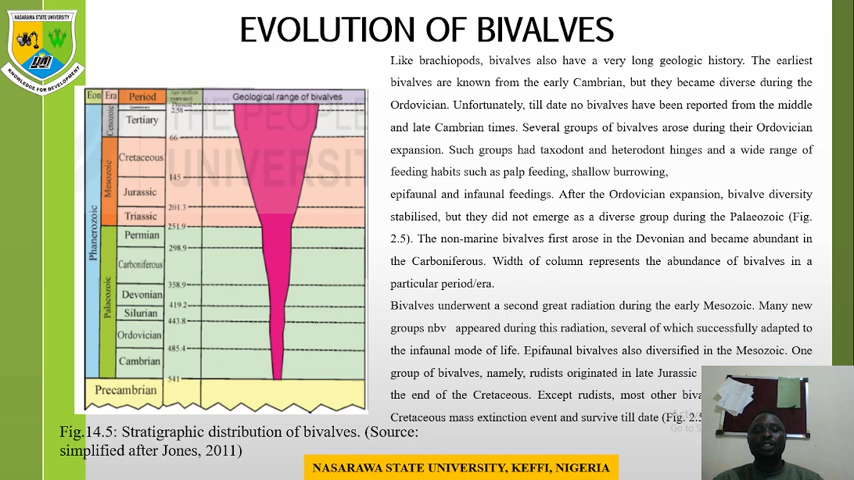 EVOLUTION OF BIVALVES
NASARAWA STATE UNIVERSITY
KNOWLEDGE FOR DEVELOPMENT
Like brachiopods, bivalves also have a very long geologic history. The earliest
bivalves are known from the early Cambrian, but they became diverse during the
Ordovician. Unfortunately, till date no bivalves have been reported from the middle
and late Cambrian times. Several groups of bivalves arose during their Ordovician
expansion. Such groups had taxodont and heterodont hinges and a wide range of
feeding habits such as palp feeding, shallow burrowing,
epifaunal and infaunal feedings. After the Ordovician expansion, bivalve diversity
stabilised, but they did not emerge as a diverse group during the Palaeozoic (Fig.
2.5). The non-marine bivalves first arose in the Devonian and became abundant in
the Carboniferous. Width of column represents the abundance of bivalves in a
particular period/era.
Bivalves underwent a second great radiation during the early Mesozoic. Many new
groups nbv appeared during this radiation, several of which successfully adapted to
the infaunal mode of life. Epifaunal bivalves also diversified in the Mesozoic. One
group of bivalves, namely, rudists originated in late Jurassic
the end of the Cretaceous. Except rudists, most other biva
Cretaceous mass extinction event and survive till date (Fig. 2.5
Eon Era Period Geological range of bivalves
2.58
Cenozoic Tertiary
66
Cretaceous
Mesozoic 145
Jurassic
201.3
Triassic
251.9
Phanerozoic Permian
298.9
Carboniferous
358.9
Palaeozoic Devonian
419.2
Silurian
443.8
Ordovician
485.4
Cambrian
541
Precambrian
THE PEOPLE
UNIVERSIT
Fig.14.5: Stratigraphic distribution of bivalves. (Source:
simplified after Jones, 2011)
NASARAWA STATE UNIVERSITY, KEFFI, NIGERIA